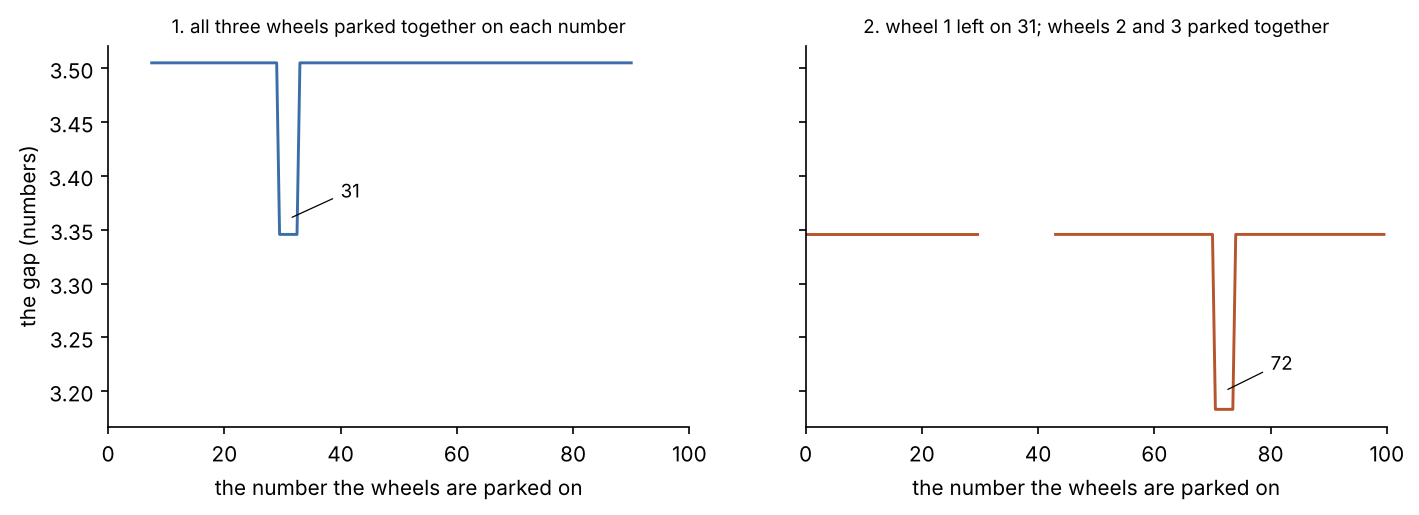 1. all three wheels parked together on each number
the gap (numbers)
3.50
3.45
3.40
3.35
3.30
3.25
3.20
31
0 20 40 60 80 100
the number the wheels are parked on
2. wheel 1 left on 31; wheels 2 and 3 parked together
72
0 20 40 60 80 100
the number the wheels are parked on